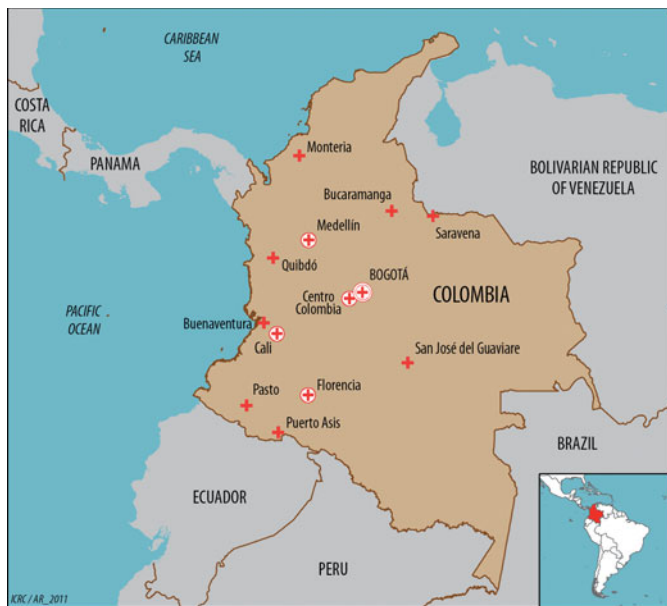 CARIBBEAN
SEA
COSTA
RICA
PANAMA
Monteria
BOLIVARIAN REPUBLIC
OF VENEZUELA
Bucaramanga
Saravena
Medellín
Quibdó
BOGOTÁ
Centro
Colombia
COLOMBIA
PACIFIC
OCEAN
Buenaventura
Cali
San José del Guaviare
Florencia
Pasto
Puerto Asis
BRAZIL
ECUADOR
PERU
ICRC / AR_2011